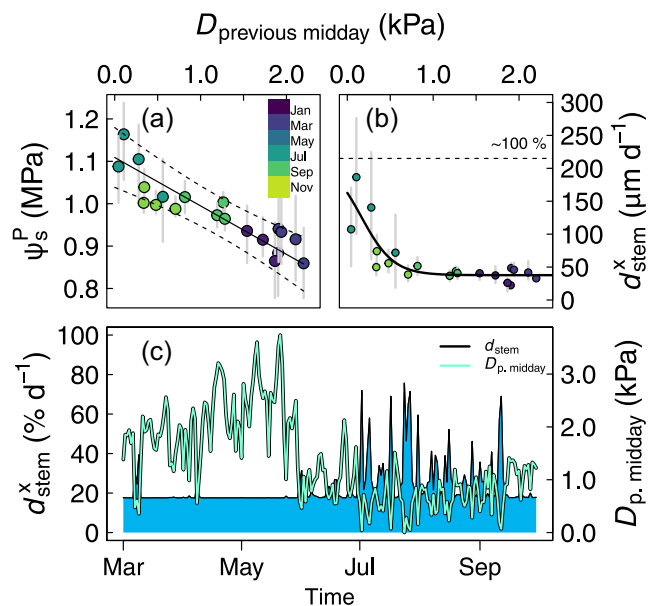 D previous midday (kPa)
0.0 1.0 2.0 0.0 1.0 2.0
(a) (b)
Jan
Mar
May
Jul
Sep
Nov
~100 %
1.2
1.1
1.0
0.9
0.8
ψ s P (MPa)
300
250
200
150
100
50
0
d stem x (μm d⁻¹)
(c)
d stem
D p. midday
100
80
60
40
20
0
d stem x (% d⁻¹)
3.0
2.0
1.0
0.0
D p. midday (kPa)
Mar May Jul Sep
Time